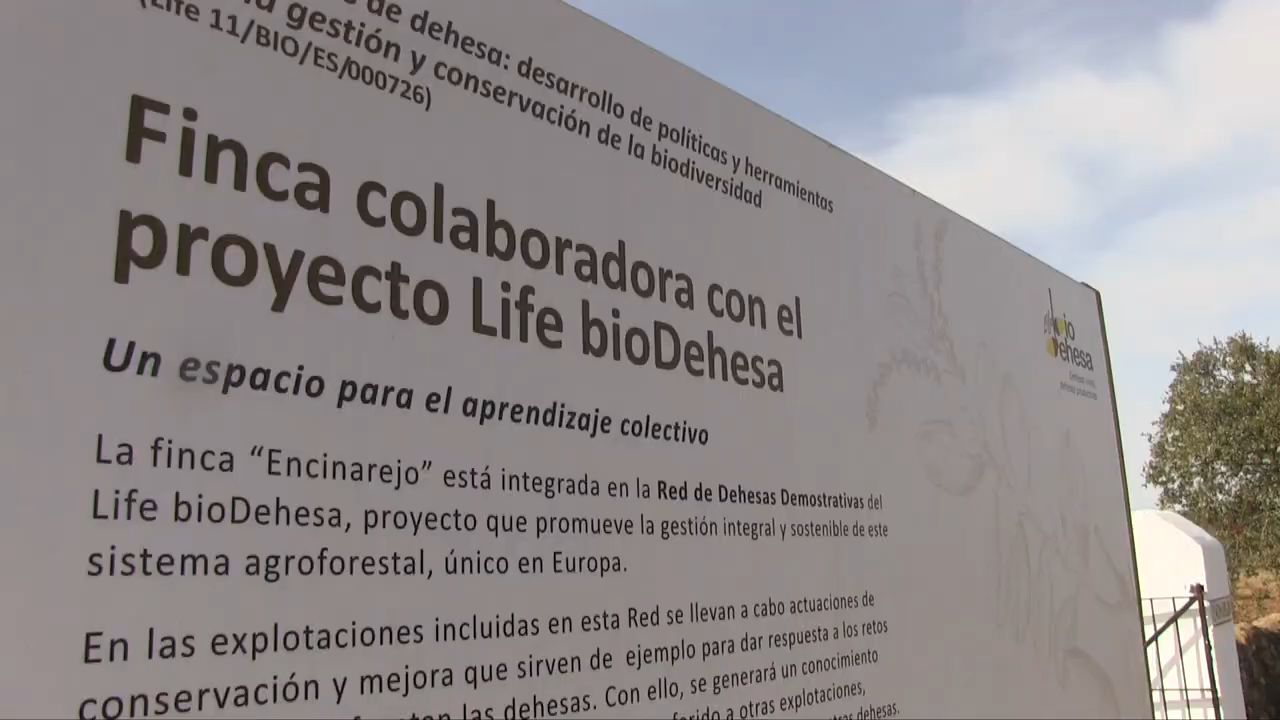 de dehesa: desarrollo de políticas y herramientas
gestión y conservación de la biodiversidad
(Life 11/BIO/ES/000726)
Finca colaboradora con el
proyecto Life bioDehesa
Un espacio para el aprendizaje colectivo
La finca “Encinarejo” está integrada en la Red de Dehesas Demostrativas del
Life bioDehesa, proyecto que promueve la gestión integral y sostenible de este
sistema agroforestal, único en Europa.
En las explotaciones incluidas en esta Red se llevan a cabo actuaciones de
conservación y mejora que sirven de ejemplo para dar respuesta a los retos
las dehesas. Con ello, se generará un conocimiento
a otras explotaciones,
dehesas.
bio
Dehesa